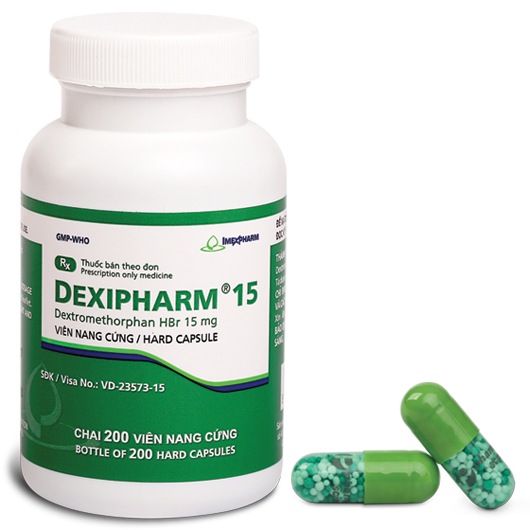 GMP-WHO
IMEXPHARM
Rx Thuốc bán theo đơn
Prescription only medicine
DEXIPHARM® 15
Dextromethorphan HBr 15 mg
VIÊN NANG CỨNG / HARD CAPSULE
SĐK / Visa No.: VD-23573-15
CHAI 200 VIÊN NANG CỨNG
BOTTLE OF 200 HARD CAPSULES